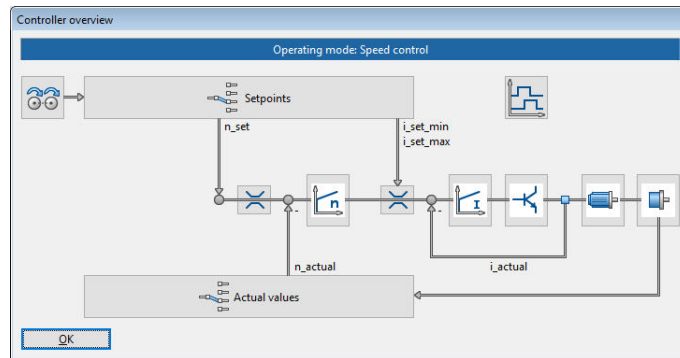 Controller overview
Operating mode: Speed control
Setpoints
n_set
i_set_min
i_set_max
n
I
-
-
n_actual
i_actual
Actual values
OK